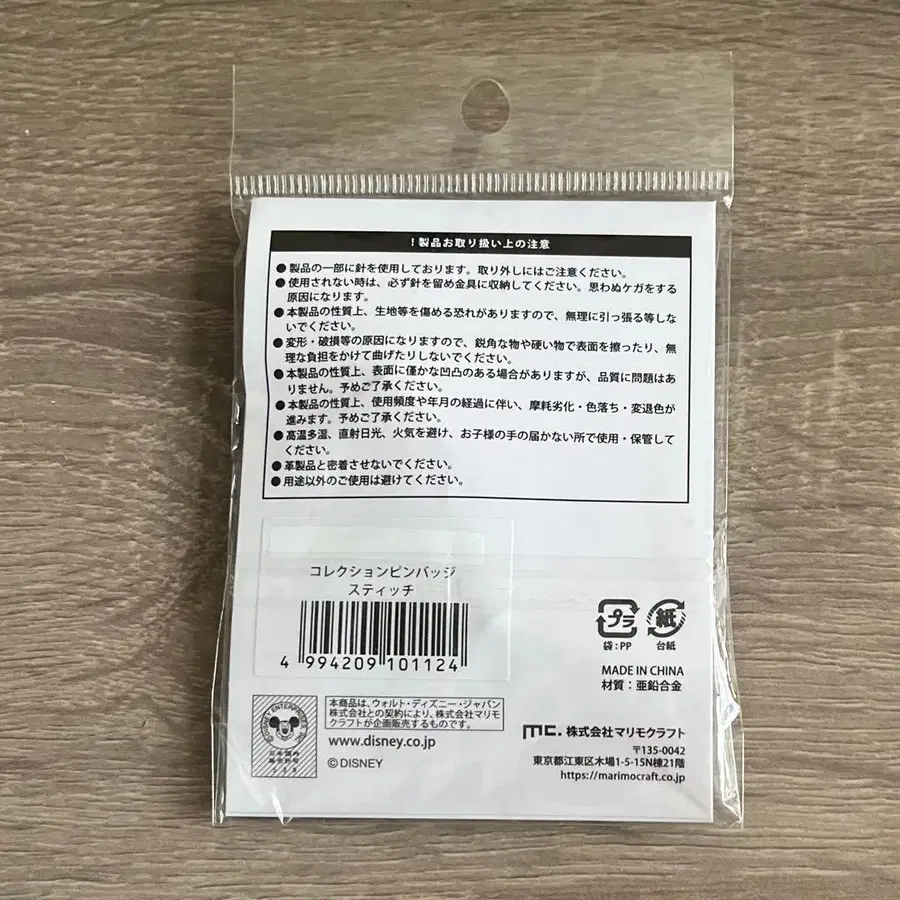 ！製品お取り扱い上の注意
●製品の一部に針を使用しております。取り外しにはご注意ください。
●使用されない時は、必ず針を留め金具に収納してください。思わぬケガをする
原因になります。
●本製品の性質上、生地等を傷める恐れがありますので、無理に引っ張る等しな
いでください。
●変形・破損等の原因になりますので、鋭角な物や硬い物で表面を擦ったり、無
理な負担をかけて曲げたりしないでください。
●本製品の性質上、表面に僅かな凹凸のある場合がありますが、品質に問題はあ
りません。予めご了承ください。
●本製品の性質上、使用頻度や年月の経過に伴い、摩耗劣化・色落ち・変退色が
進みます。予めご了承ください。
●高温多湿、直射日光、火気を避け、お子様の手の届かない所で使用・保管して
ください。
●革製品と密着させないでください。
●用途以外のご使用は避けてください。
コレクションピンバッジ
スティッチ
4 994209 101124
プラ
袋：PP
紙
台紙
MADE IN CHINA
材質：亜鉛合金
本商品は、ウォルト・ディズニー・ジャパン
株式会社との契約により、株式会社マリモ
クラフトが企画販売するものです。
www.disney.co.jp
©DISNEY
mc. 株式会社マリモクラフト
〒135-0042
東京都江東区木場1-5-15N棟21階
https://marimocraft.co.jp